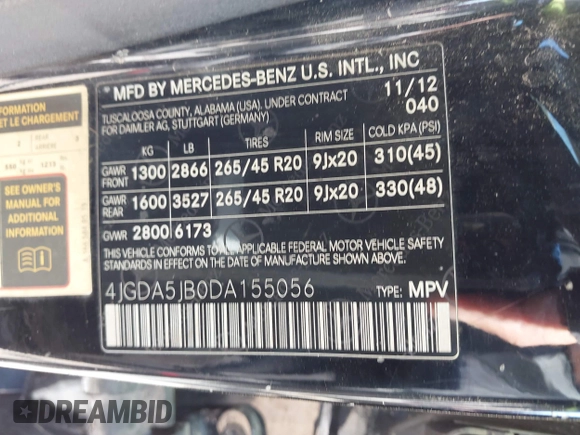 MFD BY MERCEDES-BENZ U.S. INTL., INC
TUSCALOOSA COUNTY, ALABAMA (USA). UNDER CONTRACT 11/12
FOR DAIMLER AG, STUTTGART (GERMANY) 040
KG LB TIRES RIM SIZE COLD KPA (PSI)
GAWR FRONT 1300 2866 265/45 R20 9Jx20 310(45)
GAWR REAR 1600 3527 265/45 R20 9Jx20 330(48)
GVWR 2800 6173
THIS VEHICLE CONFORMS TO ALL APPLICABLE FEDERAL MOTOR VEHICLE SAFETY
STANDARDS IN EFFECT ON THE DATE OF MANUFACTURE SHOWN ABOVE.
4JGDA5JB0DA155056 TYPE: MPV
FORMATION
ET LE CHARGEMENT
SEE OWNER'S
MANUAL FOR
ADDITIONAL
INFORMATION
DREAMBID